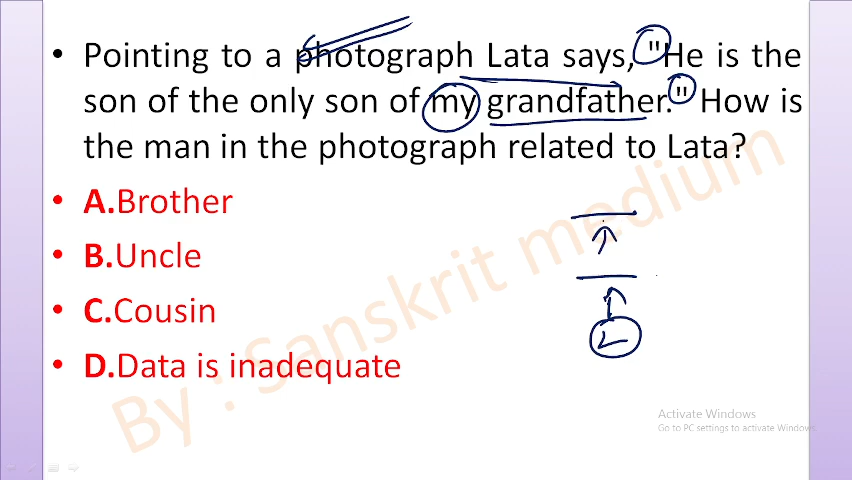 • Pointing to a photograph Lata says, "He is the
son of the only son of my grandfather." How is
the man in the photograph related to Lata?
• A.Brother
• B.Uncle
• C.Cousin
• D.Data is inadequate
L
By : Sanskrit medium
Activate Windows
Go to PC settings to activate Windows.